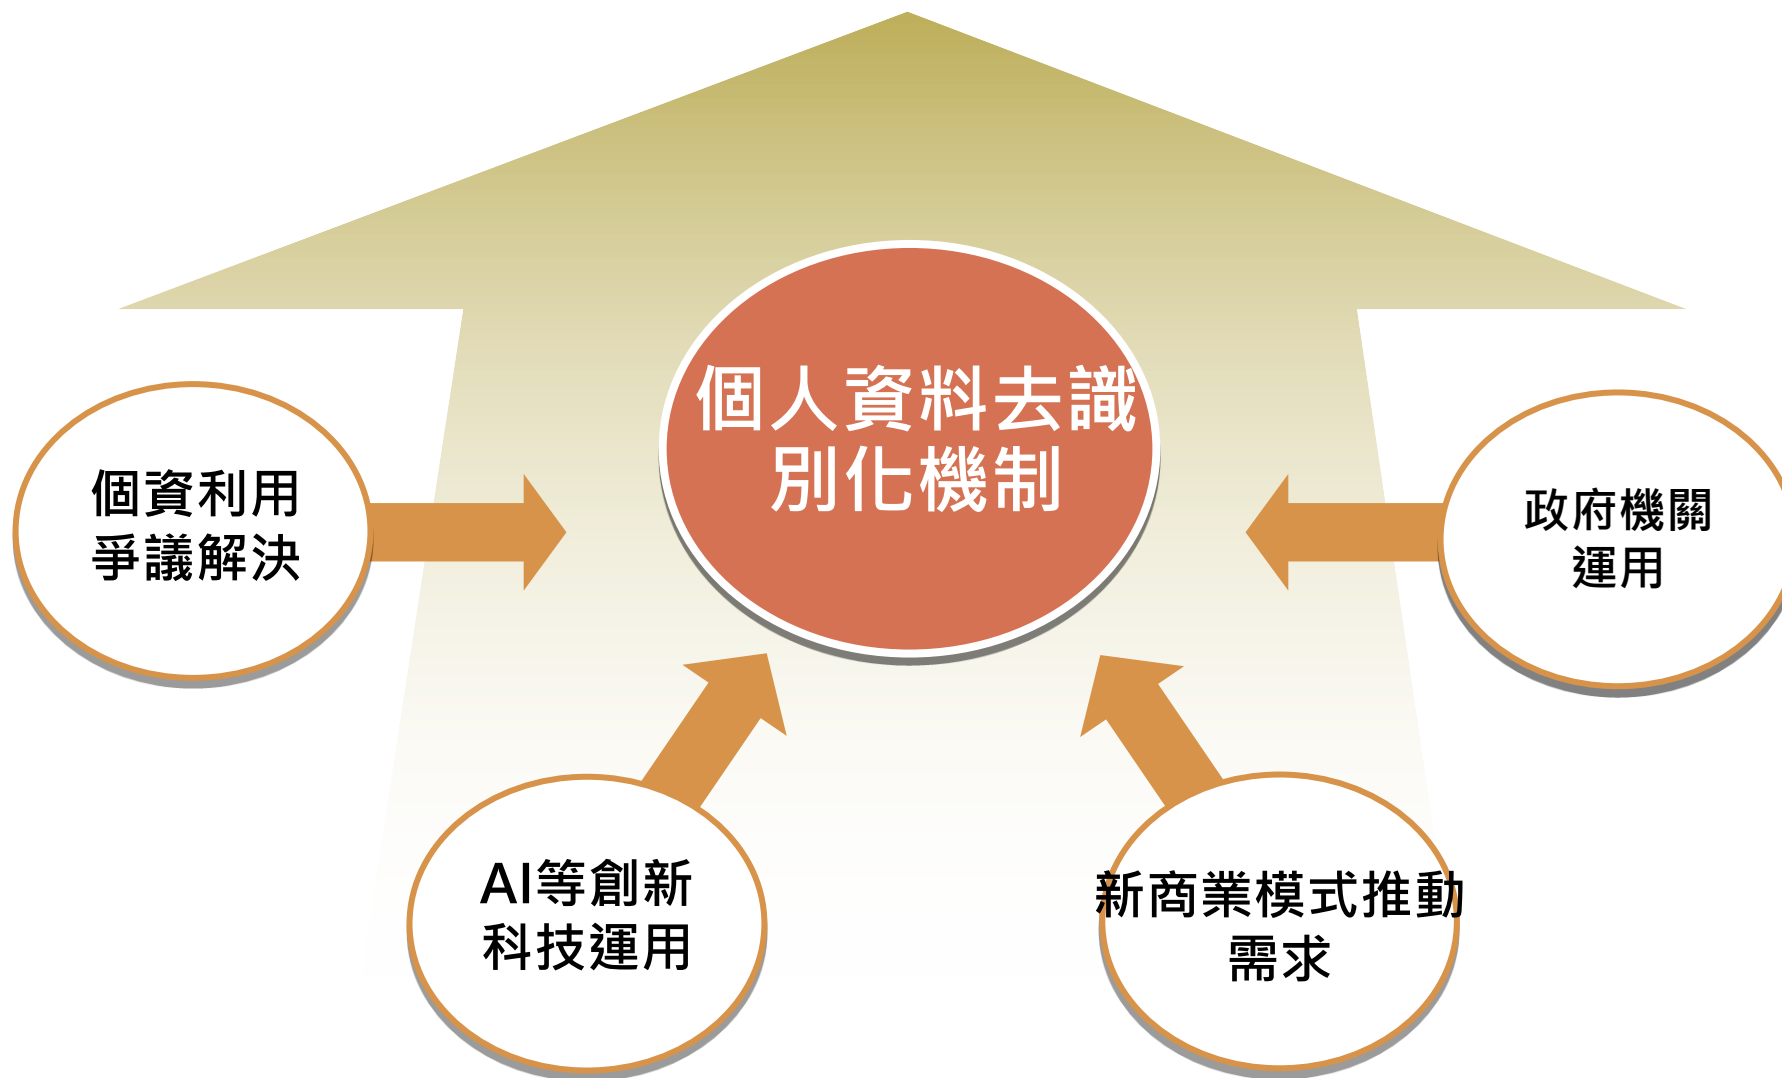 個人資料去識
別化機制
個資利用
爭議解決
政府機關
運用
AI等創新
科技運用
新商業模式推動
需求